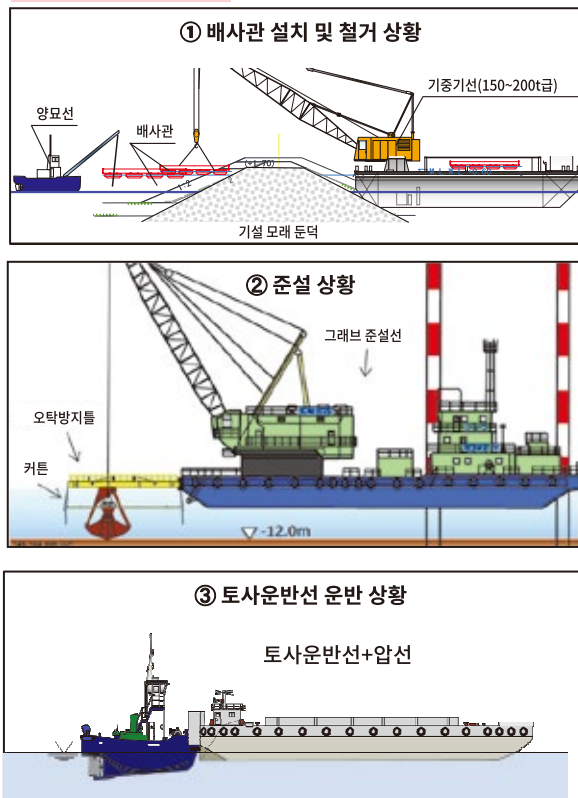 ① 배사관 설치 및 철거 상황
기중기선(150~200t급)
양묘선
배사관
기설 모래 둔덕
② 준설 상황
그래브 준설선
오탁방지틀
커튼
-12.0m
③ 토사운반선 운반 상황
토사운반선+압선